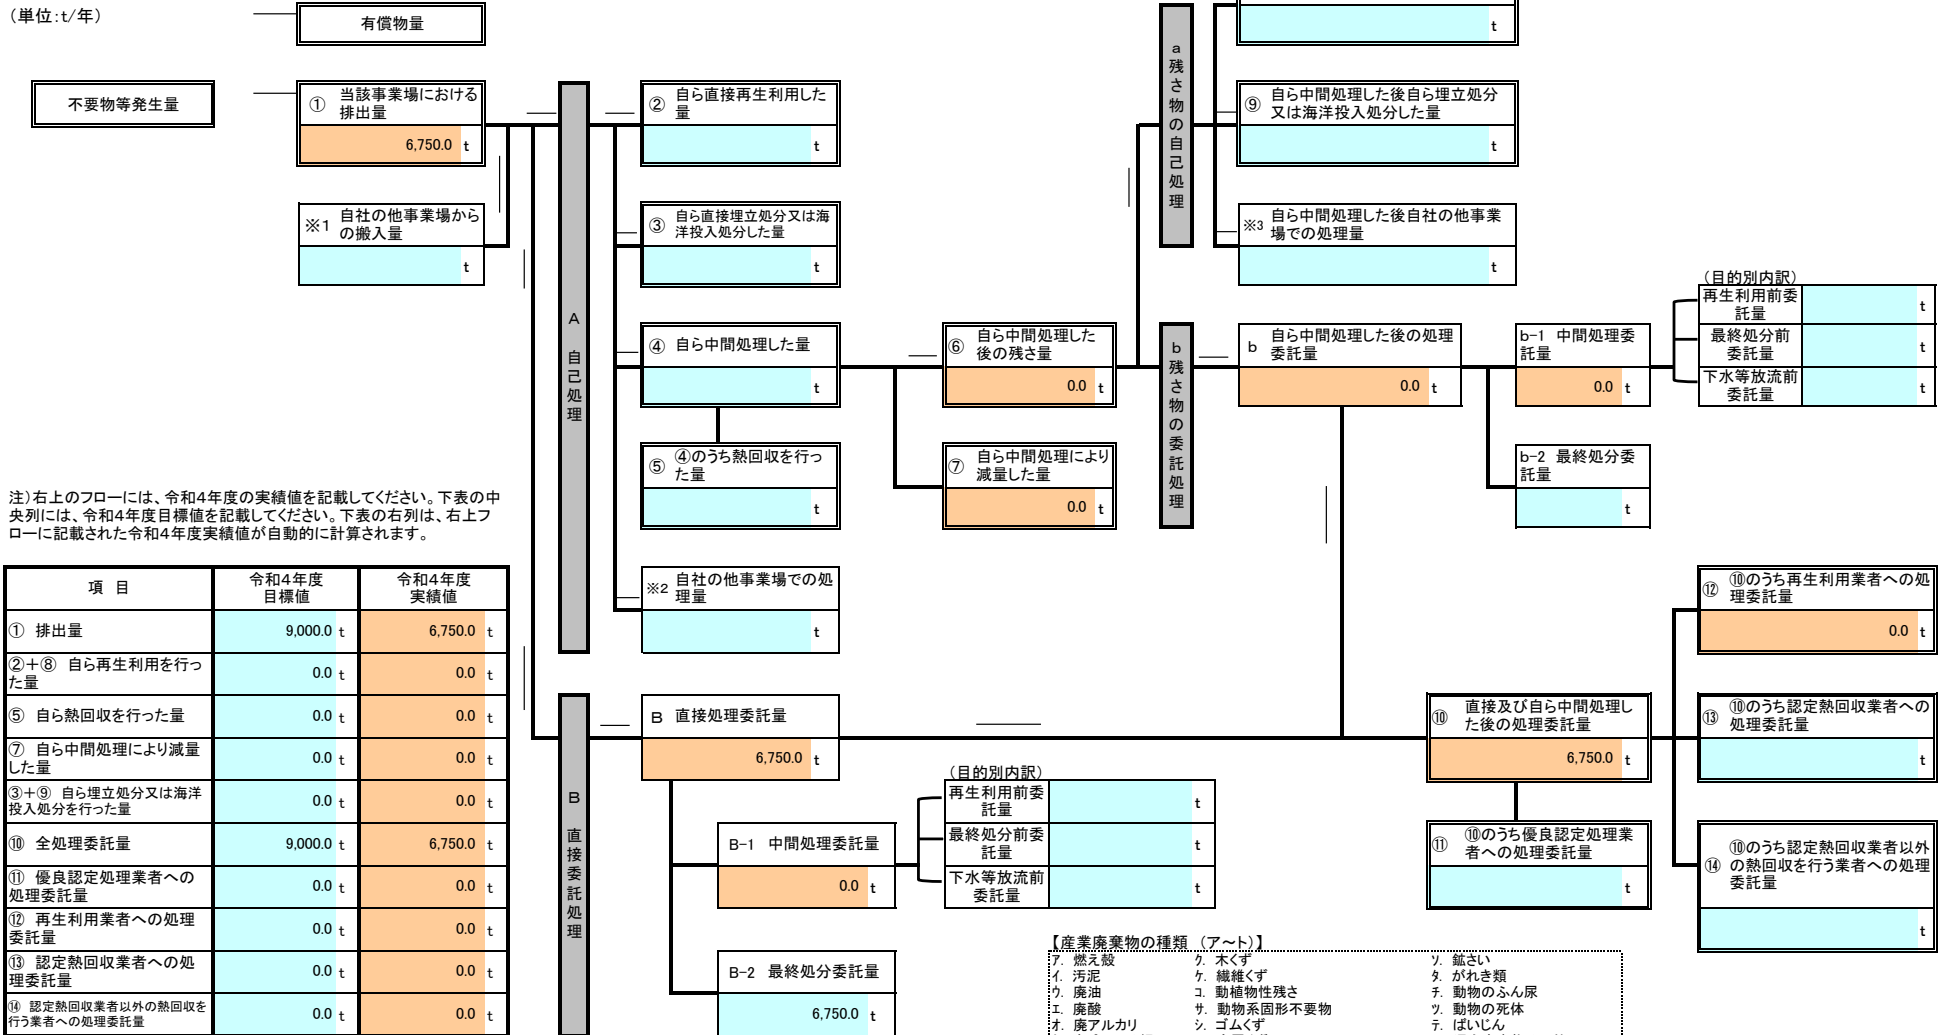 (単位:t/年)
有償物量
t
不要物等発生量
① 当該事業場における
排出量
6,750.0 t
※1 自社の他事業場から
の搬入量
t
A 自己処理
② 自ら直接再生利用した
量
t
③ 自ら直接埋立処分又は海
洋投入処分した量
t
④ 自ら中間処理した量
t
⑤ ④のうち熱回収を行っ
た量
t
※2 自社の他事業場での処
理量
t
⑥ 自ら中間処理した
後の残さ量
0.0 t
⑦ 自ら中間処理により
減量した量
0.0 t
a残さ物の自己処理
⑨ 自ら中間処理した後自ら埋立処分
又は海洋投入処分した量
t
※3 自ら中間処理した後自社の他事業
場での処理量
t
b残さ物の委託処理
b 自ら中間処理した後の処理
委託量
0.0 t
b-1 中間処理委
託量
0.0 t
(目的別内訳)
再生利用前委
託量
t
最終処分前
委託量
t
下水等放流前
委託量
t
b-2 最終処分委
託量
t
注)右上のフローには、令和4年度の実績値を記載してください。下表の中
央列には、令和4年度目標値を記載してください。下表の右列は、右上フ
ローに記載された令和4年度実績値が自動的に計算されます。
項 目 令和4年度
目標値 令和4年度
実績値
① 排出量 9,000.0 t 6,750.0 t
②+⑧ 自ら再生利用を行っ
た量 0.0 t 0.0 t
⑤ 自ら熱回収を行った量 0.0 t 0.0 t
⑦ 自ら中間処理により減量
した量 0.0 t 0.0 t
③+⑨ 自ら埋立処分又は海洋
投入処分を行った量 0.0 t 0.0 t
⑩ 全処理委託量 9,000.0 t 6,750.0 t
⑪ 優良認定処理業者への
処理委託量 0.0 t 0.0 t
⑫ 再生利用業者への処理
委託量 0.0 t 0.0 t
⑬ 認定熱回収業者への処
理委託量 0.0 t 0.0 t
⑭ 認定熱回収業者以外の熱回収を
行う業者への処理委託量 0.0 t 0.0 t
B 直接委託処理
B 直接処理委託量
6,750.0 t
B-1 中間処理委託量
0.0 t
(目的別内訳)
再生利用前委
託量
t
最終処分前委
託量
t
下水等放流前
委託量
t
B-2 最終処分委託量
6,750.0 t
⑩ 直接及び自ら中間処理し
た後の処理委託量
6,750.0 t
⑪ ⑩のうち優良認定処理業
者への処理委託量
t
⑫ ⑩のうち再生利用業者への処
理委託量
0.0 t
⑬ ⑩のうち認定熱回収業者への
処理委託量
t
⑭ ⑩のうち認定熱回収業者以外
の熱回収を行う業者への処理
委託量
t
【産業廃棄物の種類 (ア~ト)】
ア. 燃え殻 ク. 木くず ソ. 鉱さい
イ. 汚泥 ケ. 繊維くず タ. がれき類
ウ. 廃油 コ. 動植物性残さ チ. 動物のふん尿
エ. 廃酸 サ. 動物系固形不要物 ツ. 動物の死体
オ. 廃アルカリ シ. ゴムくず テ. ばいじん